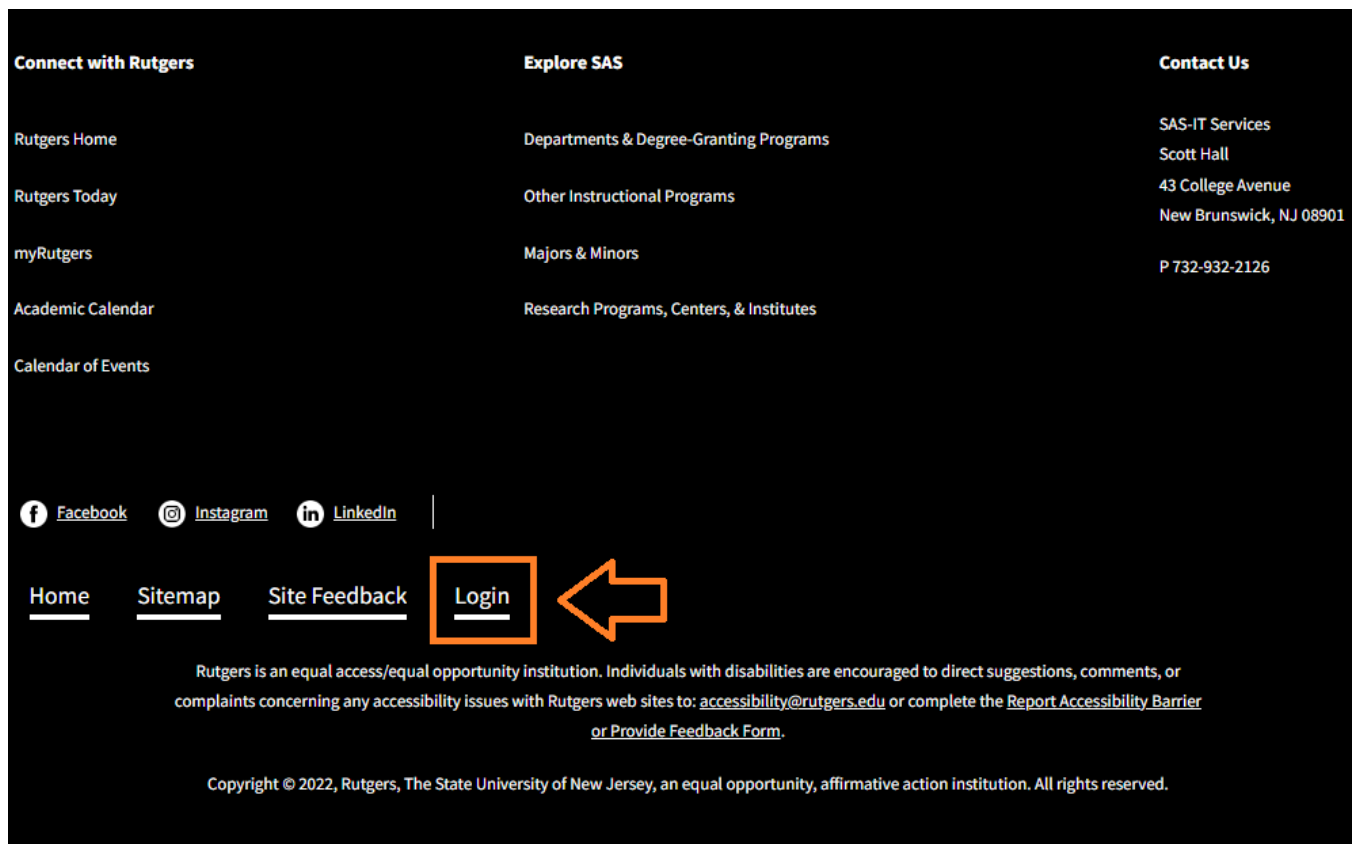 Connect with Rutgers
Rutgers Home
Rutgers Today
myRutgers
Academic Calendar
Calendar of Events
Explore SAS
Departments & Degree-Granting Programs
Other Instructional Programs
Majors & Minors
Research Programs, Centers, & Institutes
Contact Us
SAS-IT Services
Scott Hall
43 College Avenue
New Brunswick, NJ 08901
P 732-932-2126
Facebook Instagram LinkedIn
Home Sitemap Site Feedback Login
Rutgers is an equal access/equal opportunity institution. Individuals with disabilities are encouraged to direct suggestions, comments, or
complaints concerning any accessibility issues with Rutgers web sites to: accessibility@rutgers.edu or complete the Report Accessibility Barrier
or Provide Feedback Form.
Copyright © 2022, Rutgers, The State University of New Jersey, an equal opportunity, affirmative action institution. All rights reserved.